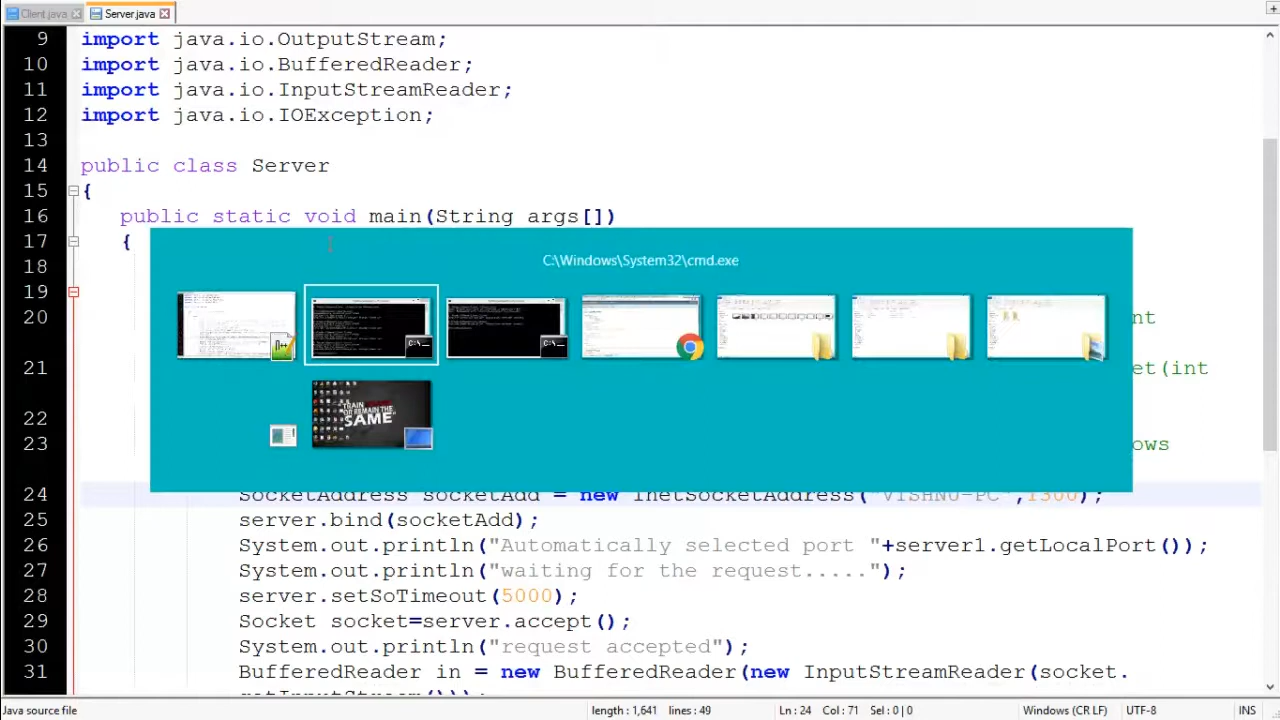 Client.java Server.java
9 import java.io.OutputStream;
10 import java.io.BufferedReader;
11 import java.io.InputStreamReader;
12 import java.io.IOException;
13
14 public class Server
15 {
16 public static void main(String args[])
17 {
C:\Windows\System32\cmd.exe
18
19
20 nt
21 et(int
"TRAIN
OR REMAIN THE
SAME"
22
23 ows
24 SocketAddress socketAdd = new InetSocketAddress("VISHNU-PC",1300);
25 server.bind(socketAdd);
26 System.out.println("Automatically selected port "+server1.getLocalPort());
27 System.out.println("waiting for the request.....");
28 server.setSoTimeout(5000);
29 Socket socket=server.accept();
30 System.out.println("request accepted");
31 BufferedReader in = new BufferedReader(new InputStreamReader(socket.
getInputStream()));
Java source file length : 1,641 lines : 49 Ln : 24 Col : 71 Sel : 0 | 0 Windows (CR LF) UTF-8 INS